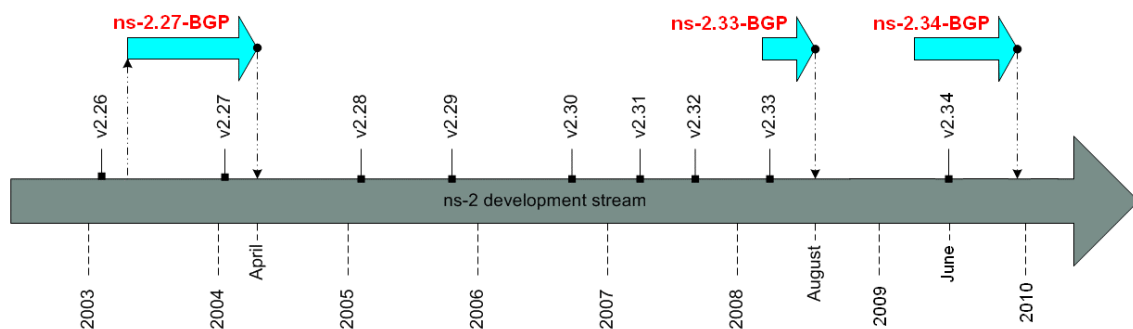 ns-2.27-BGP
ns-2.33-BGP
ns-2.34-BGP
v2.26
v2.27
v2.28
v2.29
v2.30
v2.31
v2.32
v2.33
v2.34
ns-2 development stream
2003
2004
April
2005
2006
2007
2008
August
2009
June
2010